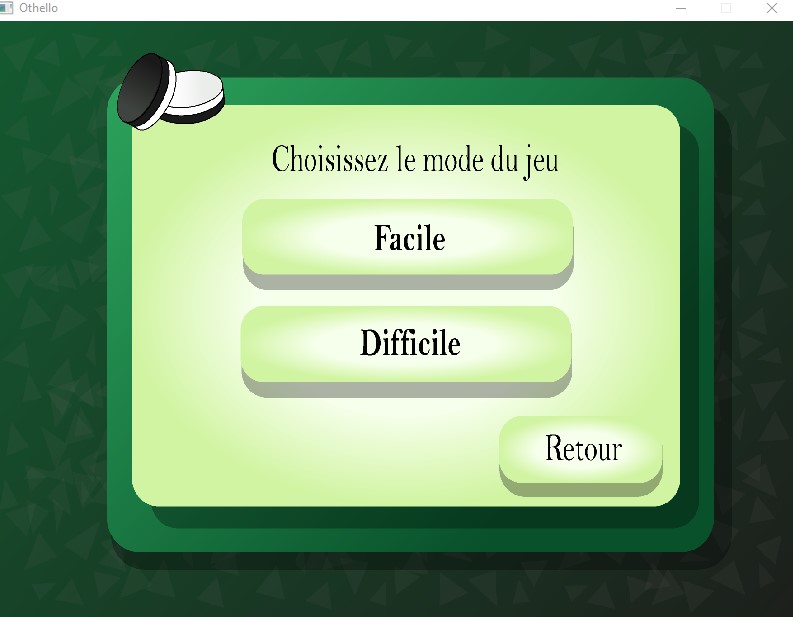 Othello
Choisissez le mode du jeu
Facile
Difficile
Retour